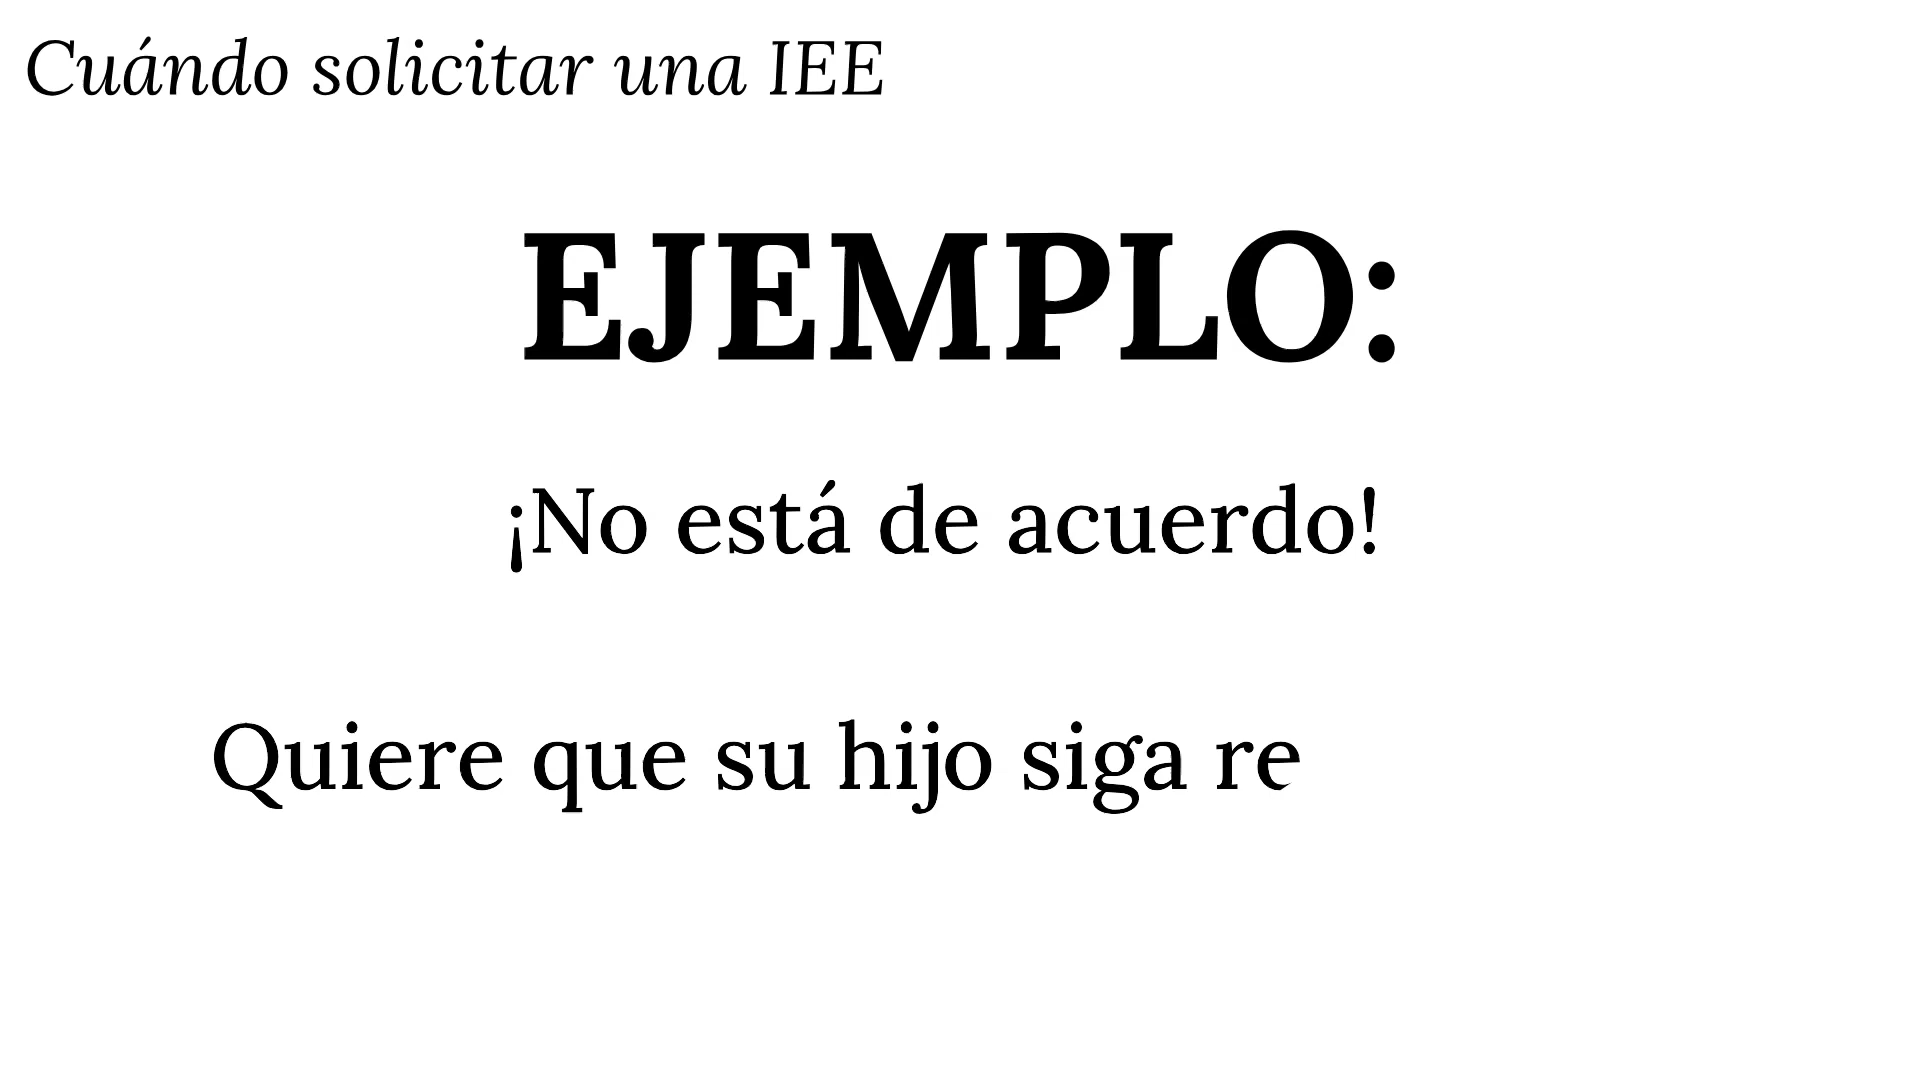 Cuándo solicitar una IEE
EJEMPLO:
¡No está de acuerdo!
Quiere que su hijo siga re